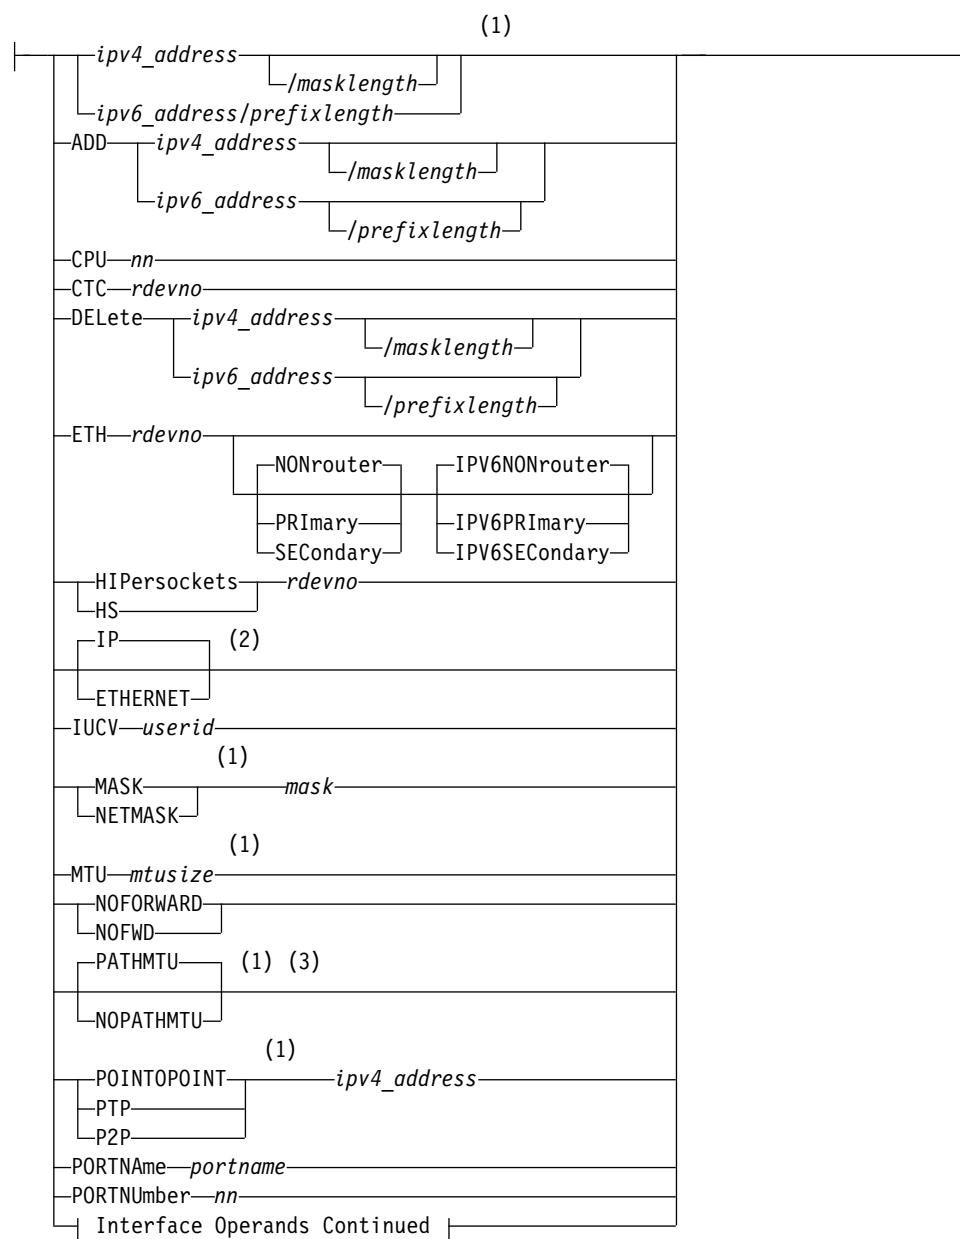 (1)
ipv4_address
/masklength
ipv6_address/prefixlength
ADD ipv4_address
/masklength
ipv6_address
/prefixlength
CPU nn
CTC rdevno
DELete ipv4_address
/masklength
ipv6_address
/prefixlength
ETH rdevno
NONrouter IPV6NONrouter
PRImary IPV6PRImary
SECondary IPV6SECondary
HIPersockets rdevno
HS
IP (2)
ETHERNET
IUCV userid
(1)
MASK mask
NETMASK
(1)
MTU mtusize
NOFORWARD
NOFWD
PATHMTU (1) (3)
NOPATHMTU
(1)
POINTOPOINT ipv4_address
PTP
P2P
PORTNAme portname
PORTNUmber nn
Interface Operands Continued